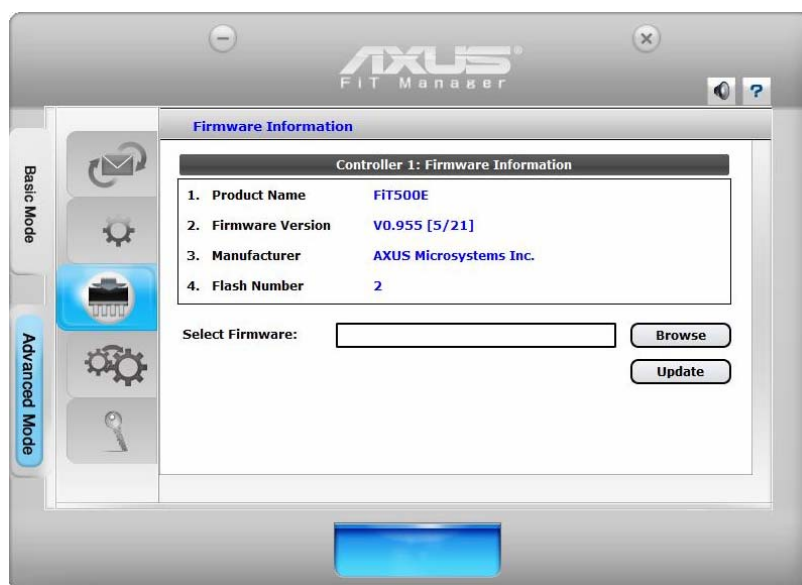 AXUS
FiT Manager
?
Basic Mode
Advanced Mode
Firmware Information
Controller 1: Firmware Information
1. Product Name FiT500E
2. Firmware Version V0.955 [5/21]
3. Manufacturer AXUS Microsystems Inc.
4. Flash Number 2
Select Firmware:
Browse
Update